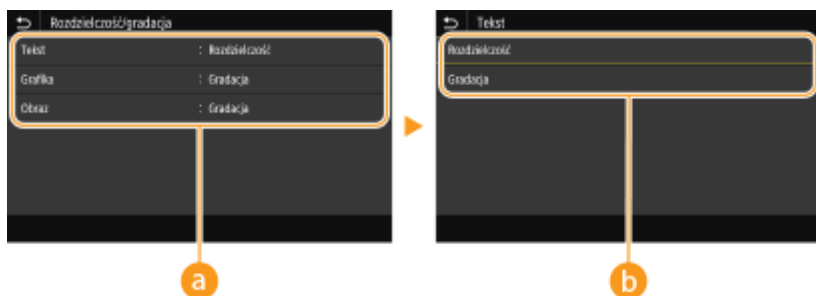 Rozdzielczość/gradacja
Tekst : Rozdzielczość
Grafika : Gradacja
Obraz : Gradacja
a
Tekst
Rozdzielczość
Gradacja
b